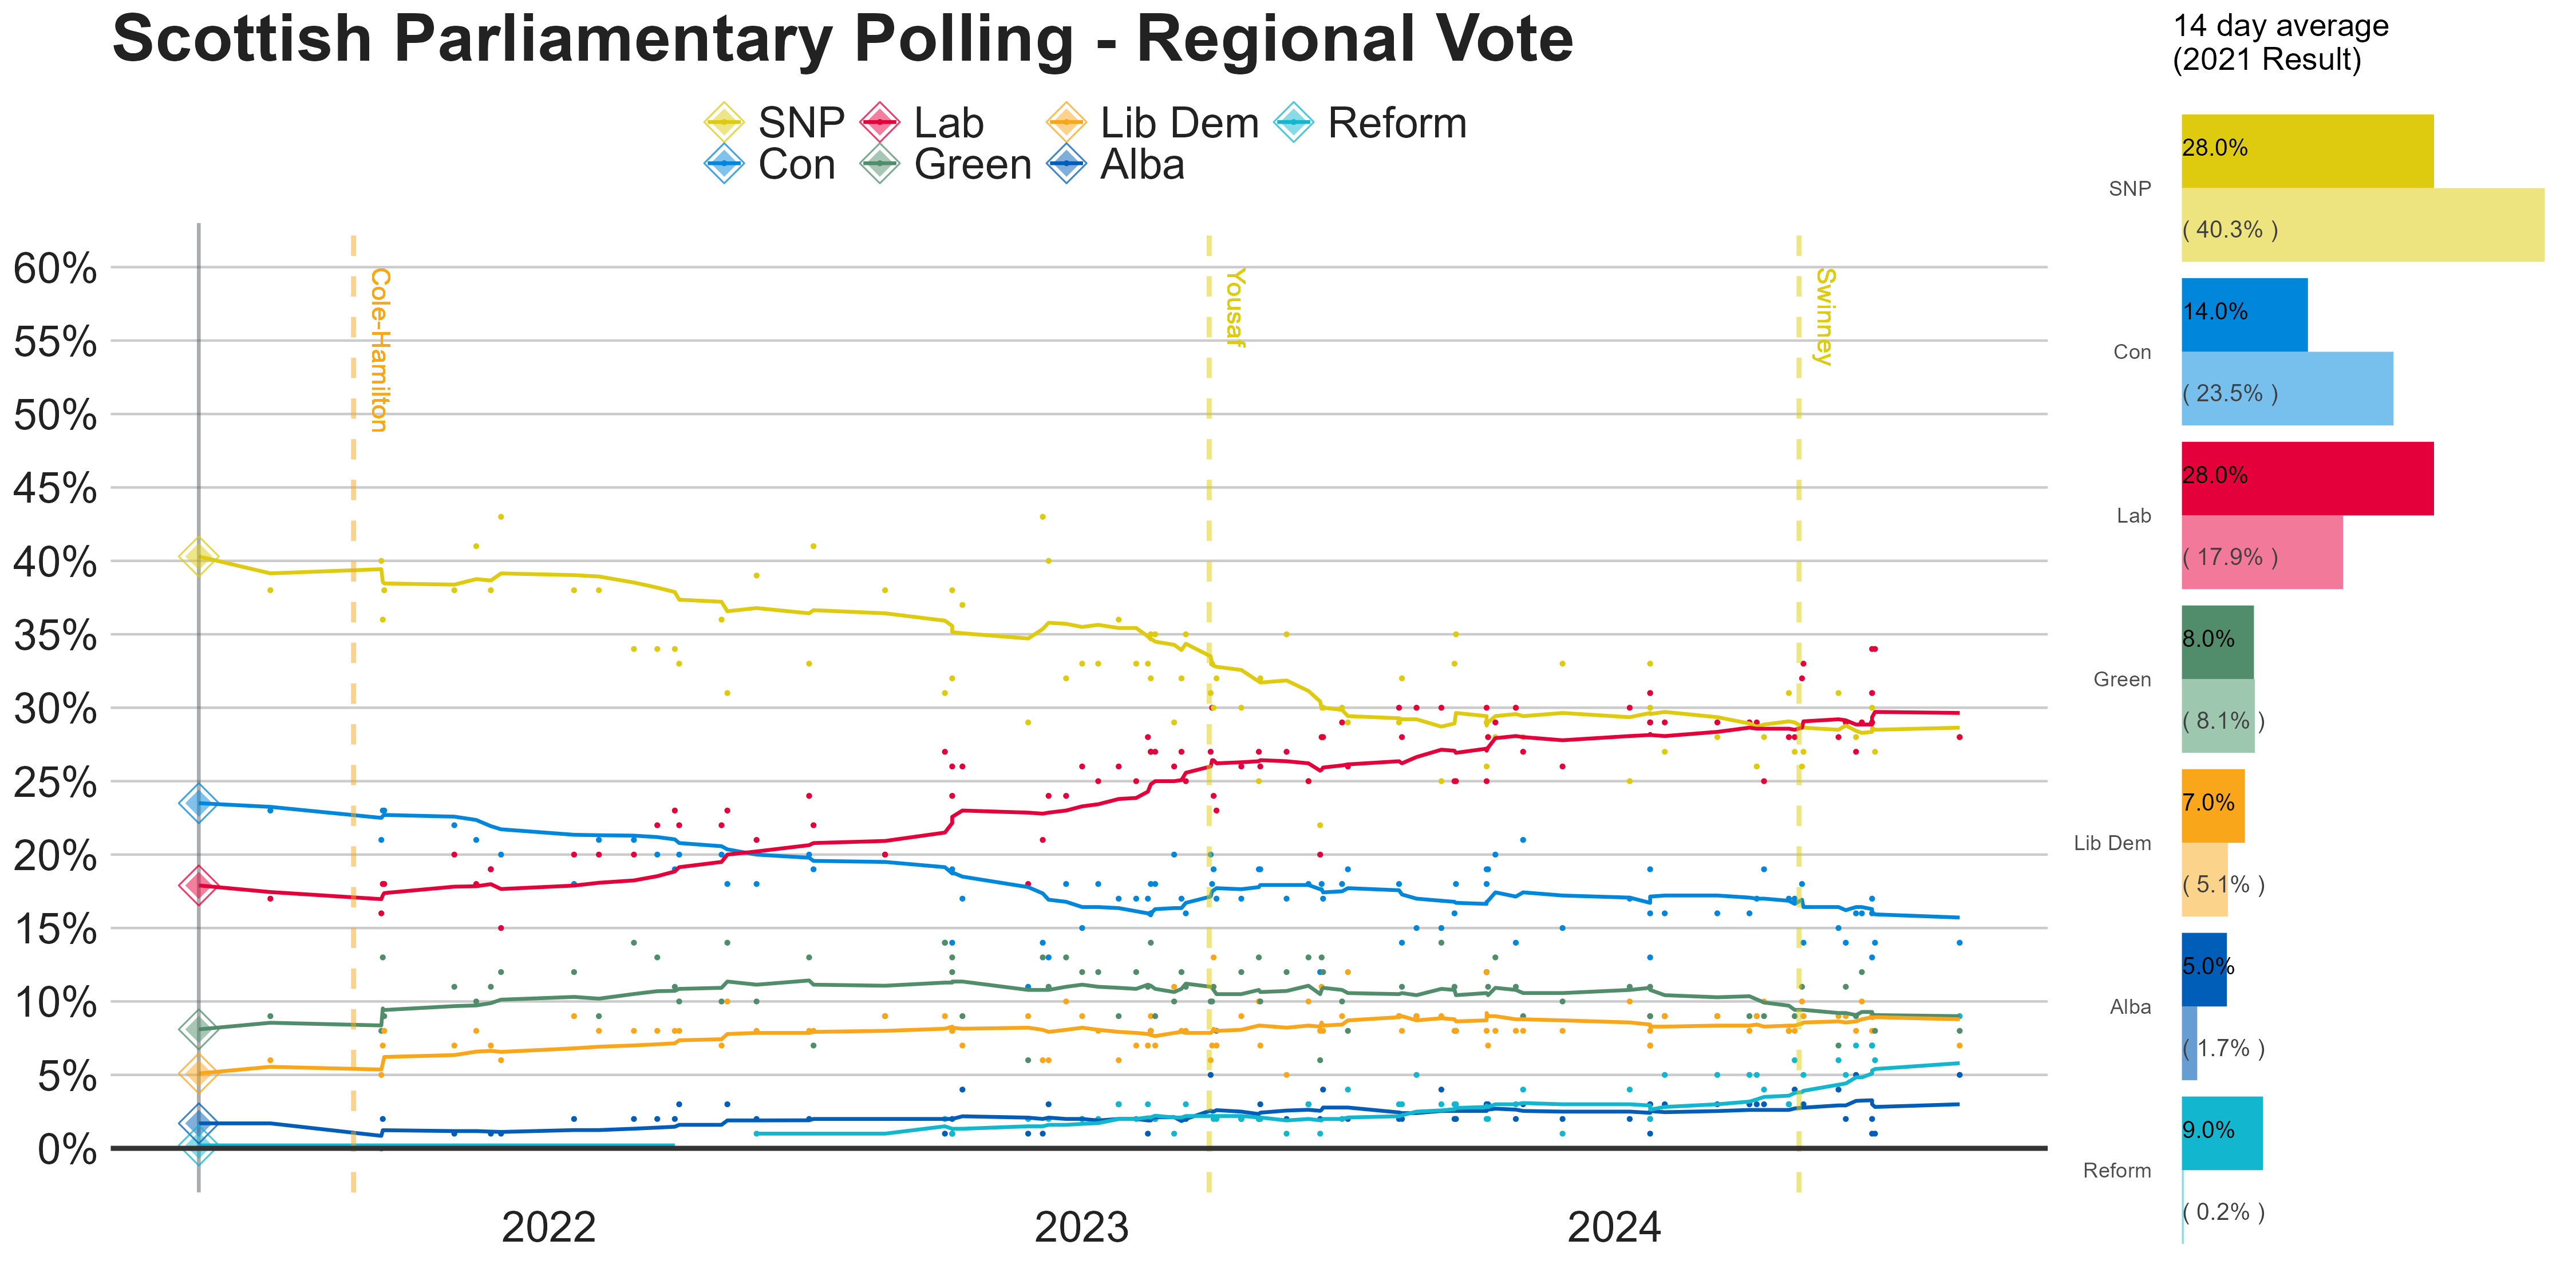 Scottish Parliamentary Polling - Regional Vote
14 day average
(2021 Result)
SNP Lab Lib Dem Reform
Con Green Alba
60%
55%
50%
45%
40%
35%
30%
25%
20%
15%
10%
5%
0%
Cole-Hamilton
Yousaf
Swinney
2022 2023 2024
SNP
28.0%
( 40.3% )
Con
14.0%
( 23.5% )
Lab
28.0%
( 17.9% )
Green
8.0%
( 8.1% )
Lib Dem
7.0%
( 5.1% )
Alba
5.0%
( 1.7% )
Reform
9.0%
( 0.2% )